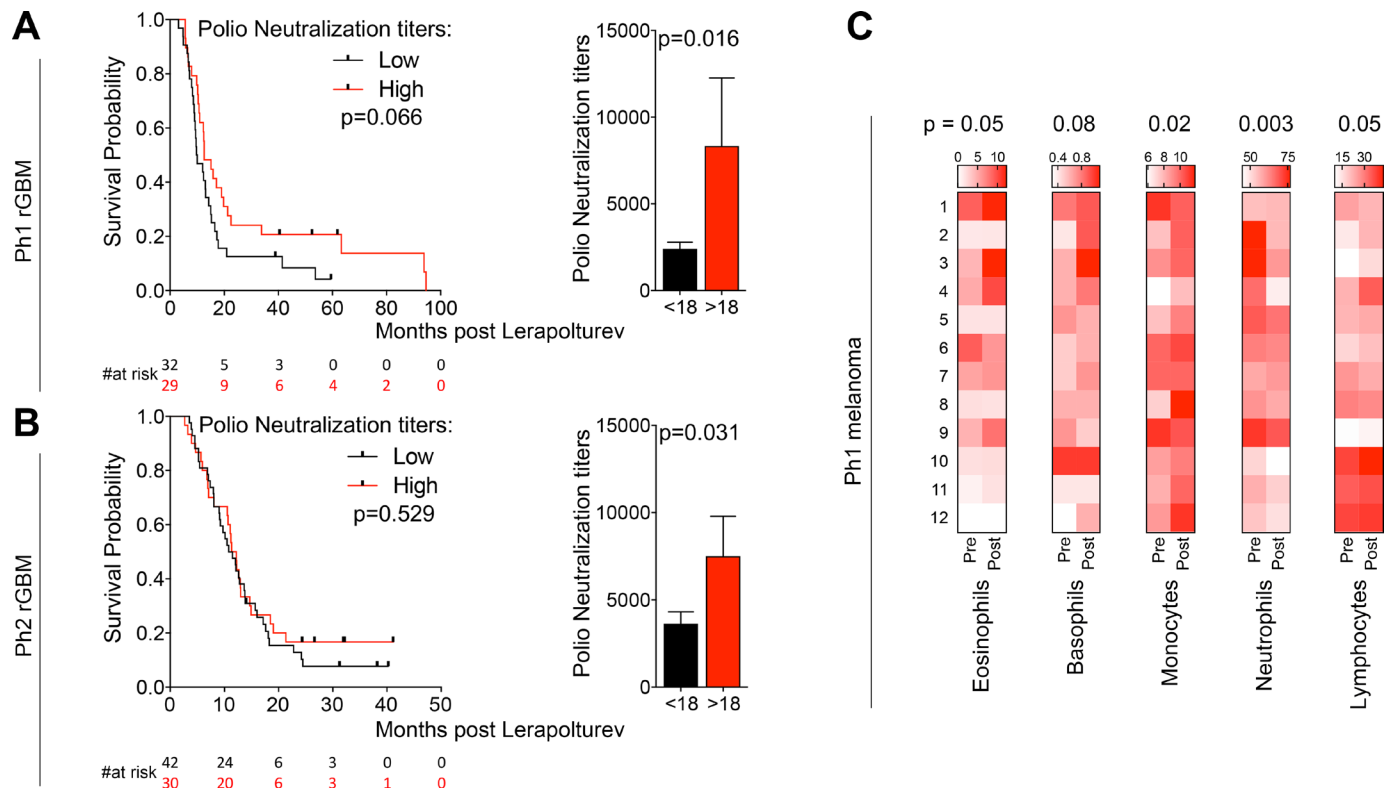 A
Ph1 rGBM
Survival Probability
1.0
0.8
0.6
0.4
0.2
0.0
Polio Neutralization titers:
Low
High
p=0.066
0 20 40 60 80 100
Months post Lerapolturev
#at risk
32 5 3 0 0 0
29 9 6 4 2 0
Polio Neutralization titers
15000
10000
5000
0
p=0.016
<18 >18
B
Ph2 rGBM
Survival Probability
1.0
0.8
0.6
0.4
0.2
0.0
Polio Neutralization titers:
Low
High
p=0.529
0 10 20 30 40 50
Months post Lerapolturev
#at risk
42 24 6 3 0 0
30 20 6 3 1 0
Polio Neutralization titers
15000
10000
5000
0
p=0.031
<18 >18
C
Ph1 melanoma
p = 0.05 0.08 0.02 0.003 0.05
0 5 10 0.4 0.8 6 8 10 50 75 15 30
1
2
3
4
5
6
7
8
9
10
11
12
Pre Post Pre Post Pre Post Pre Post Pre Post
Eosinophils Basophils Monocytes Neutrophils Lymphocytes